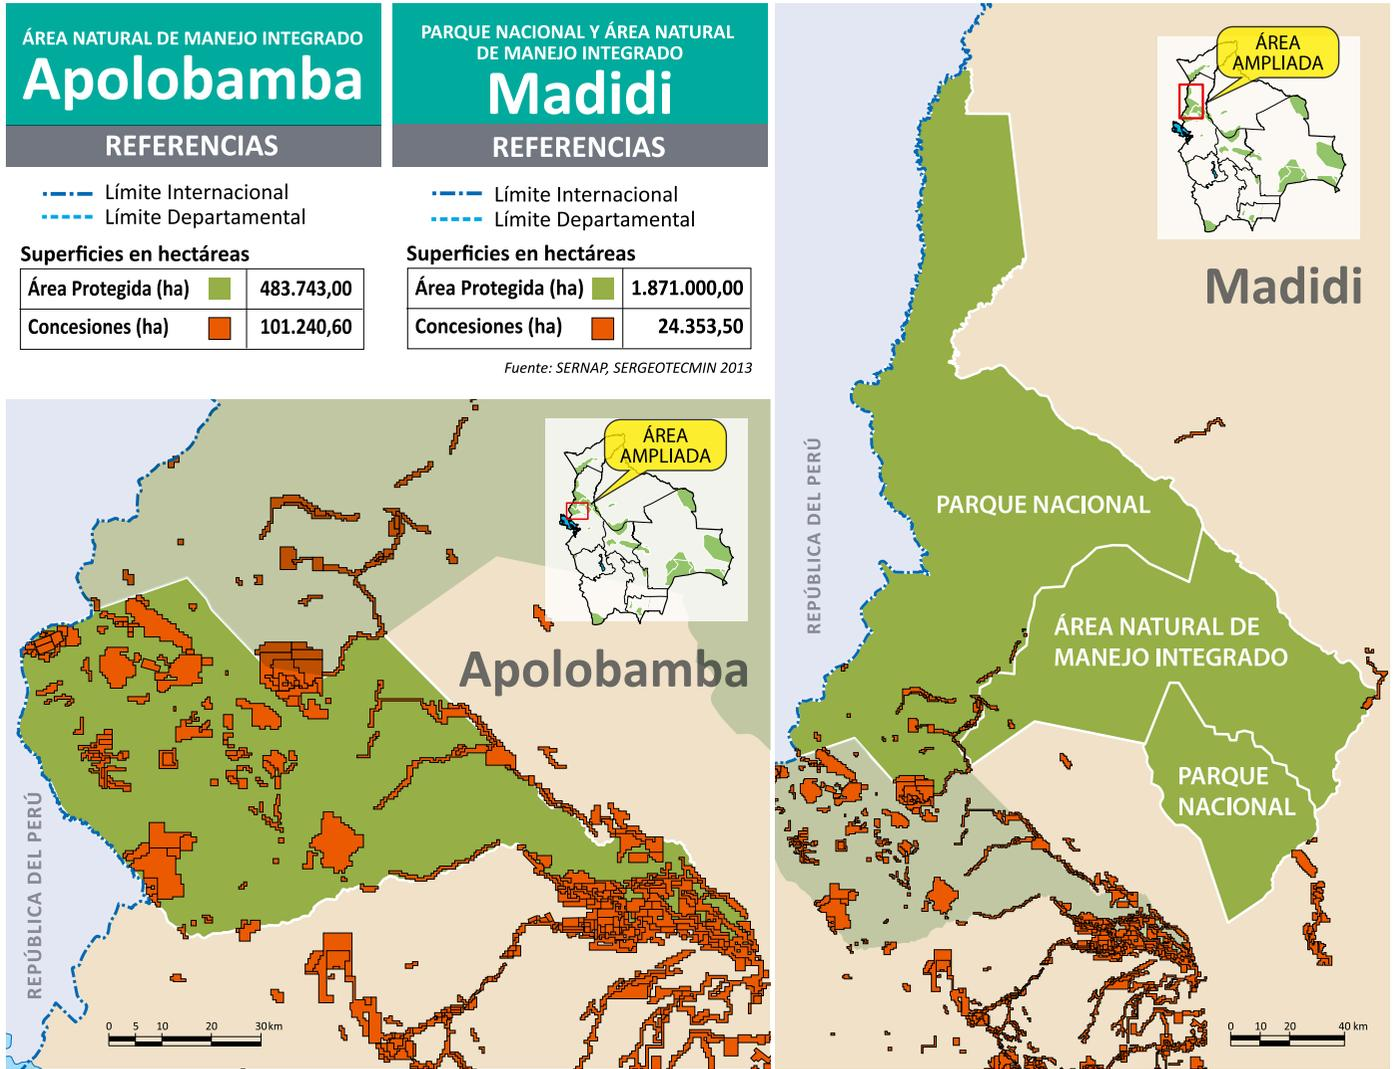 ÁREA NATURAL DE MANEJO INTEGRADO
Apolobamba
REFERENCIAS
Límite Internacional
Límite Departamental
Superficies en hectáreas
Área Protegida (ha) 483.743,00
Concesiones (ha) 101.240,60
PARQUE NACIONAL Y ÁREA NATURAL
DE MANEJO INTEGRADO
Madidi
REFERENCIAS
Límite Internacional
Límite Departamental
Superficies en hectáreas
Área Protegida (ha) 1.871.000,00
Concesiones (ha) 24.353,50
Fuente: SERNAP, SERGEOTECMIN 2013
ÁREA
AMPLIADA
Apolobamba
REPÚBLICA DEL PERÚ
0 5 10 20 30 km
ÁREA
AMPLIADA
Madidi
REPÚBLICA DEL PERÚ
PARQUE NACIONAL
ÁREA NATURAL DE
MANEJO INTEGRADO
PARQUE
NACIONAL
0 10 20 40 km